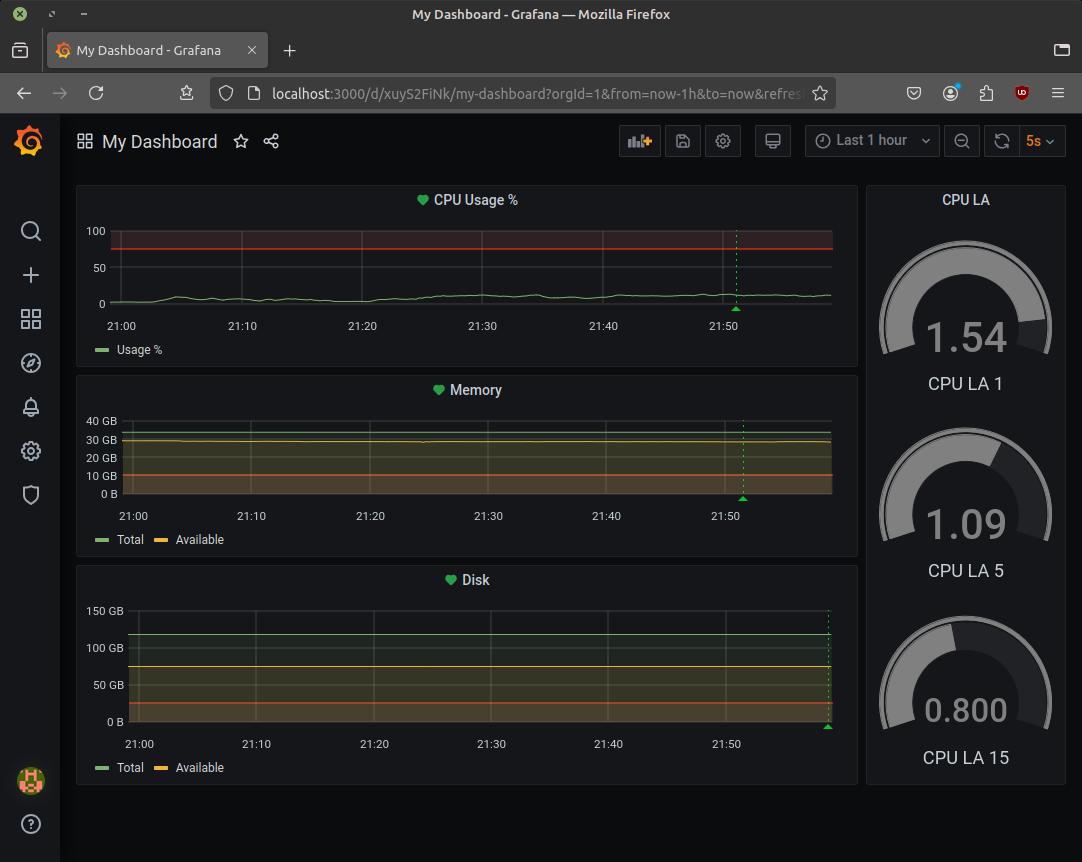 My Dashboard - Grafana — Mozilla Firefox
My Dashboard - Grafana
localhost:3000/d/xuyS2FiNk/my-dashboard?orgId=1&from=now-1h&to=now&refres
My Dashboard
Last 1 hour
5s
CPU Usage %
100
50
0
21:00 21:10 21:20 21:30 21:40 21:50
Usage %
Memory
40 GB
30 GB
20 GB
10 GB
0 B
21:00 21:10 21:20 21:30 21:40 21:50
Total Available
Disk
150 GB
100 GB
50 GB
0 B
21:00 21:10 21:20 21:30 21:40 21:50
Total Available
CPU LA
1.54
CPU LA 1
1.09
CPU LA 5
0.800
CPU LA 15